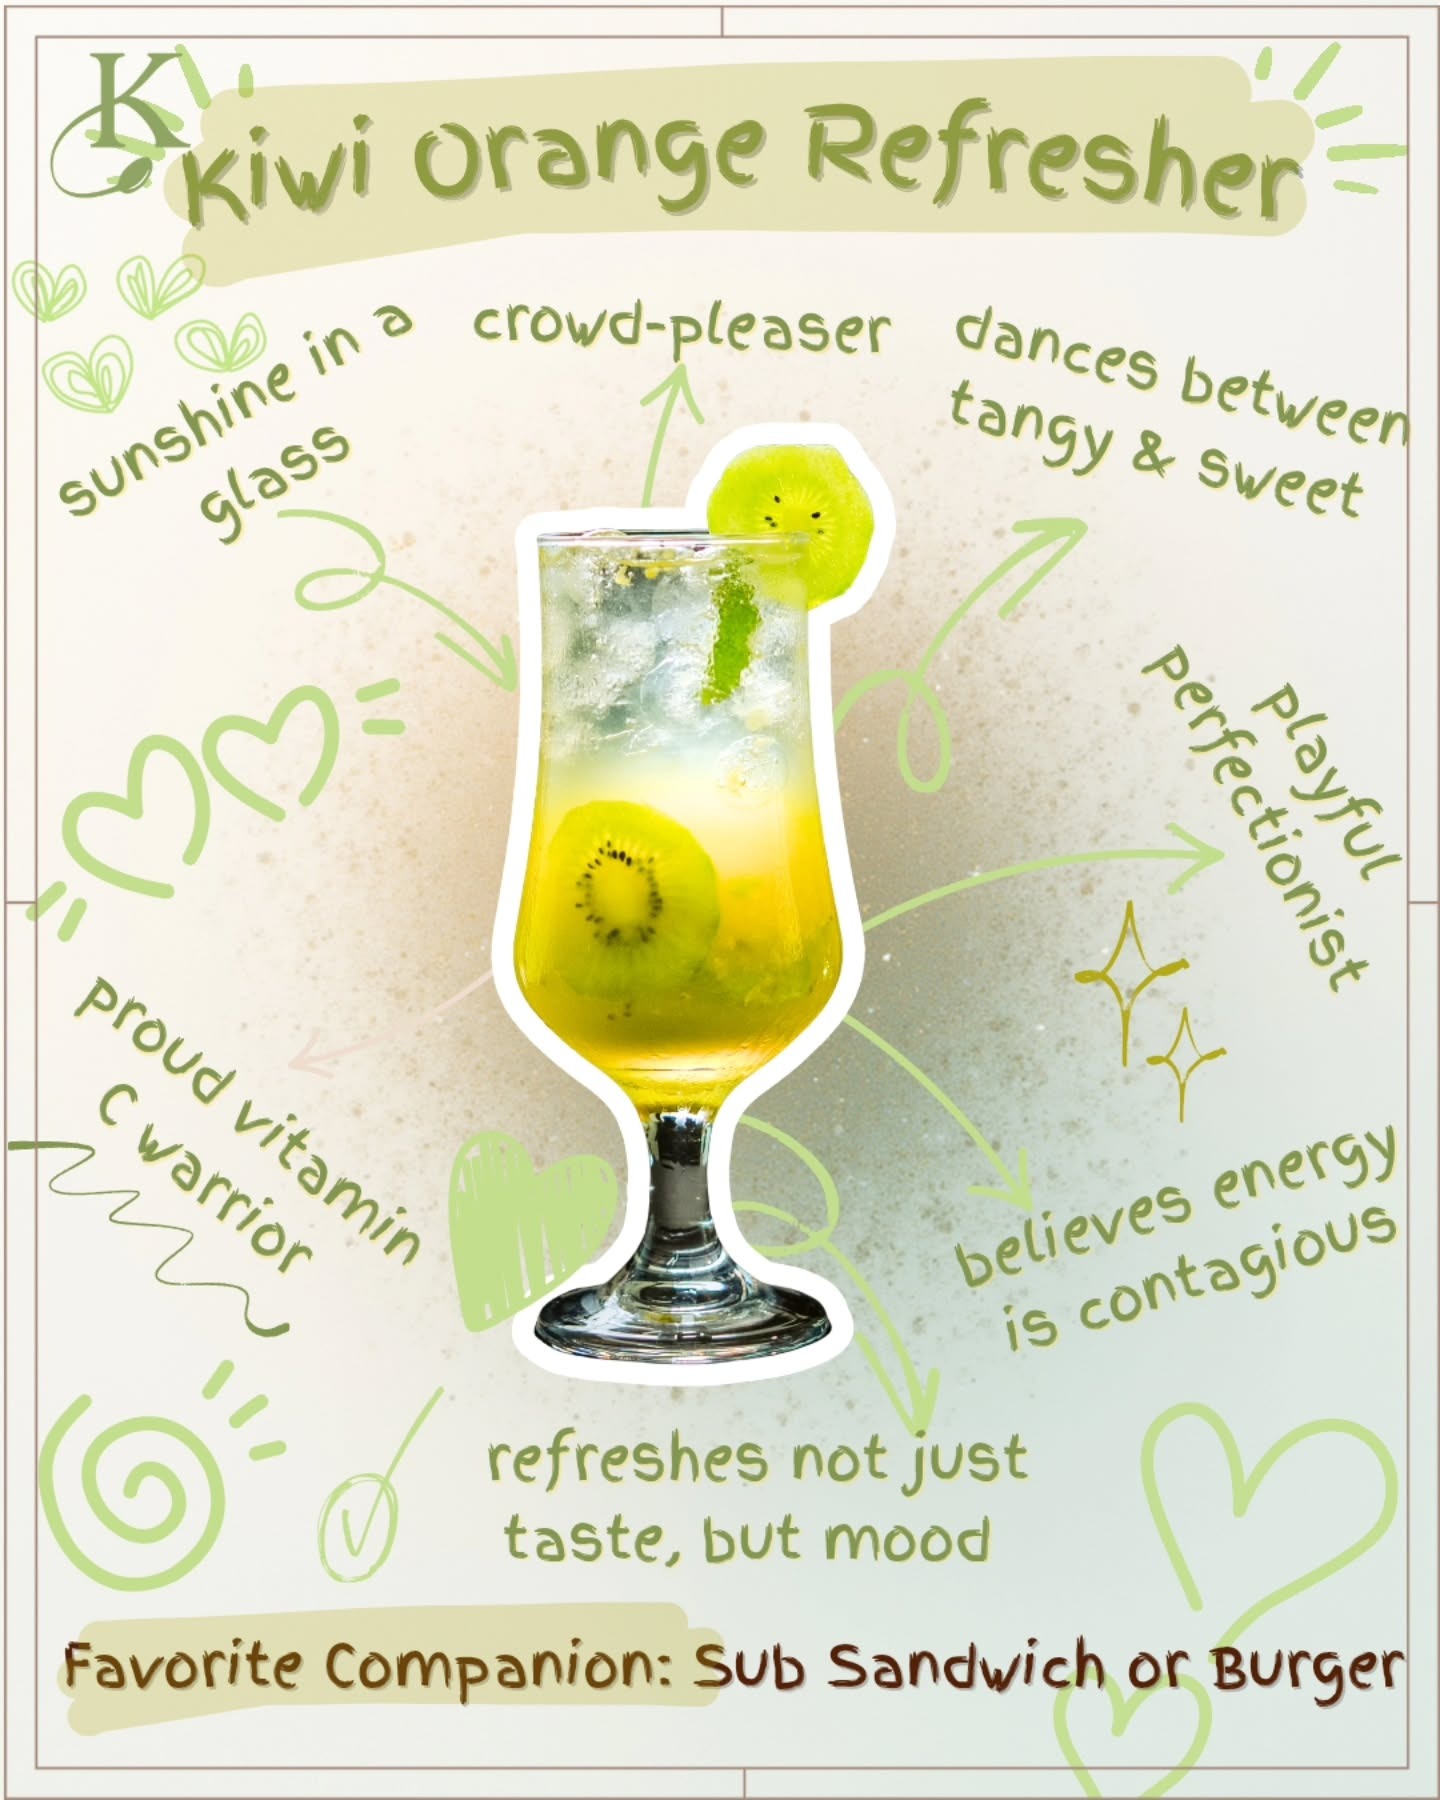 K
Kiwi Orange Refresher
sunshine in a
glass
crowd-pleaser
dances between
tangy & sweet
Playful
Perfectionist
proud vitamin
C warrior
believes energy
is contagious
refreshes not just
taste, but mood
Favorite Companion: Sub Sandwich or Burger